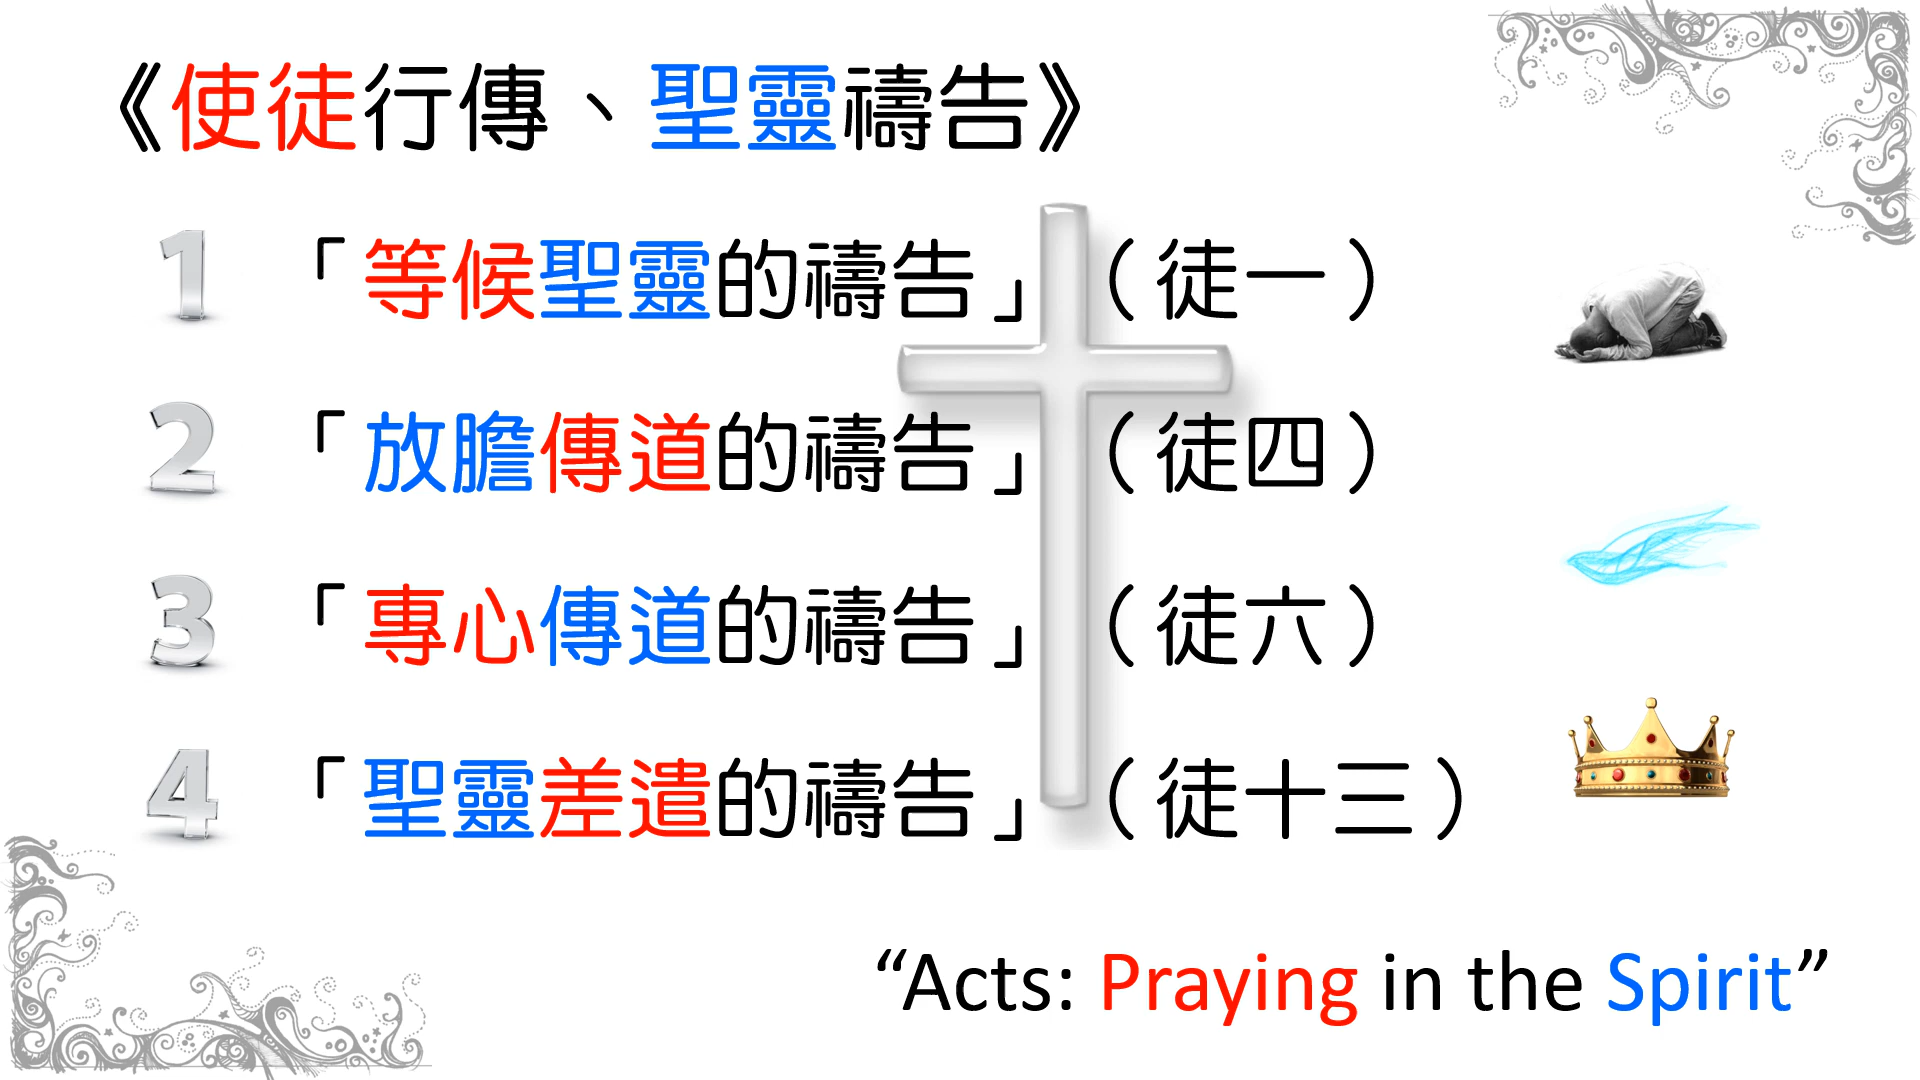 《使徒行傳、聖靈禱告》
1 「等候聖靈的禱告」（徒一）
2 「放膽傳道的禱告」（徒四）
3 「專心傳道的禱告」（徒六）
4 「聖靈差遣的禱告」（徒十三）
“Acts: Praying in the Spirit”